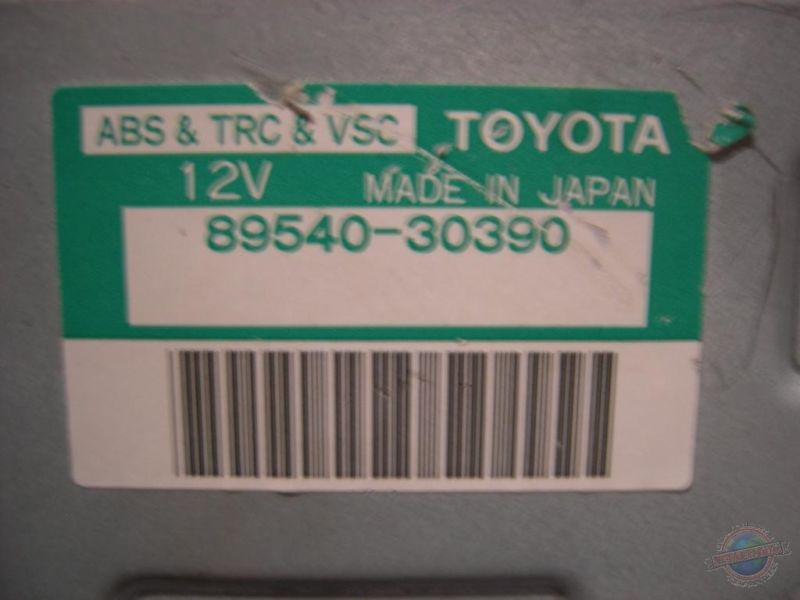 ABS & TRC & VSC TOYOTA
12V MADE IN JAPAN
89540-30390